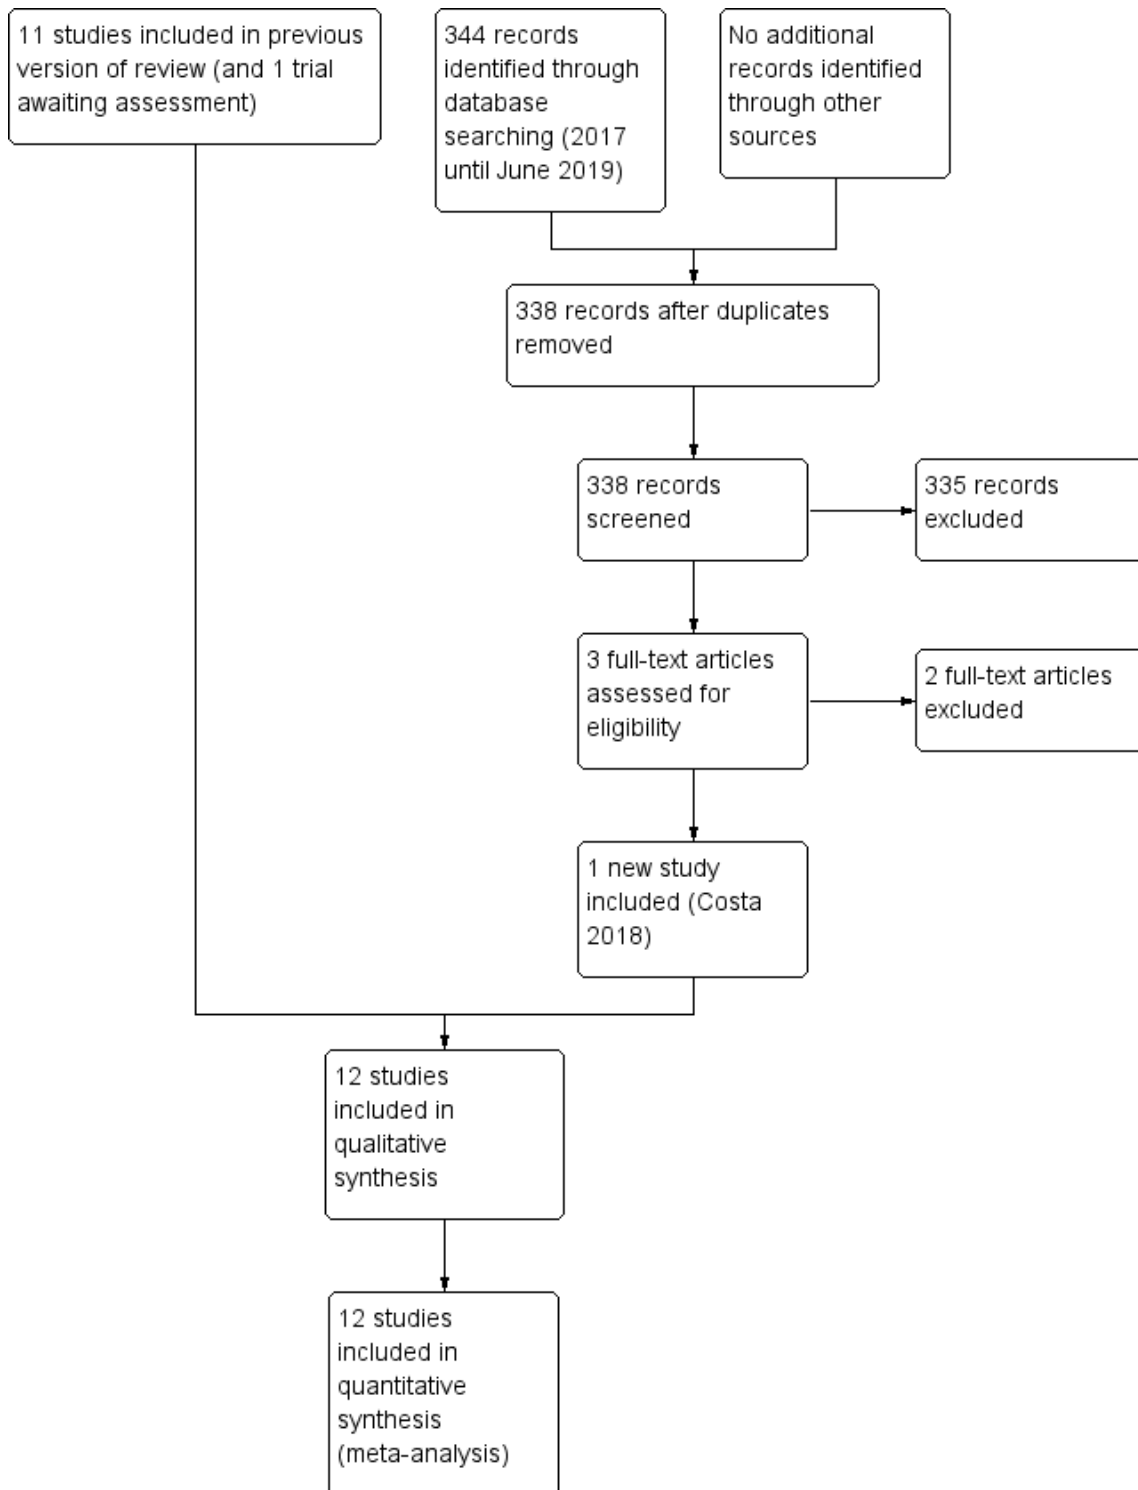 11 studies included in previous
version of review (and 1 trial
awaiting assessment)
344 records
identified through
database
searching (2017
until June 2019)
No additional
records identified
through other
sources
338 records after duplicates
removed
338 records
screened
335 records
excluded
3 full-text articles
assessed for
eligibility
2 full-text articles
excluded
1 new study
included (Costa
2018)
12 studies
included in
qualitative
synthesis
12 studies
included in
quantitative
synthesis
(meta-analysis)